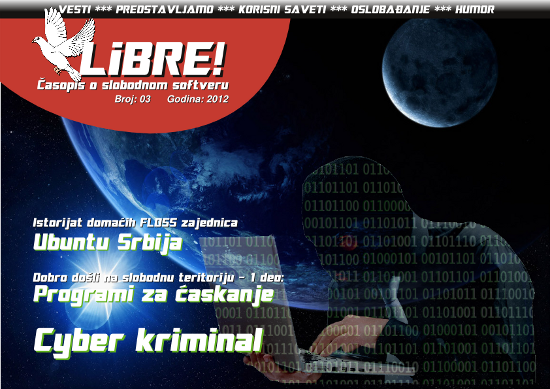 VESTI *** PREDSTAVLJAMO *** KORISNI SAVETI *** OSLOBAĐANJE *** HUMOR
LiBRE!
Časopis o slobodnom softveru
Broj: 03 Godina: 2012
Istorijat domaćih FLOSS zajednica
Ubuntu Srbija
Dobro došli na slobodnu teritoriju - 1 deo:
Programi za ćaskanje
Cyber kriminal